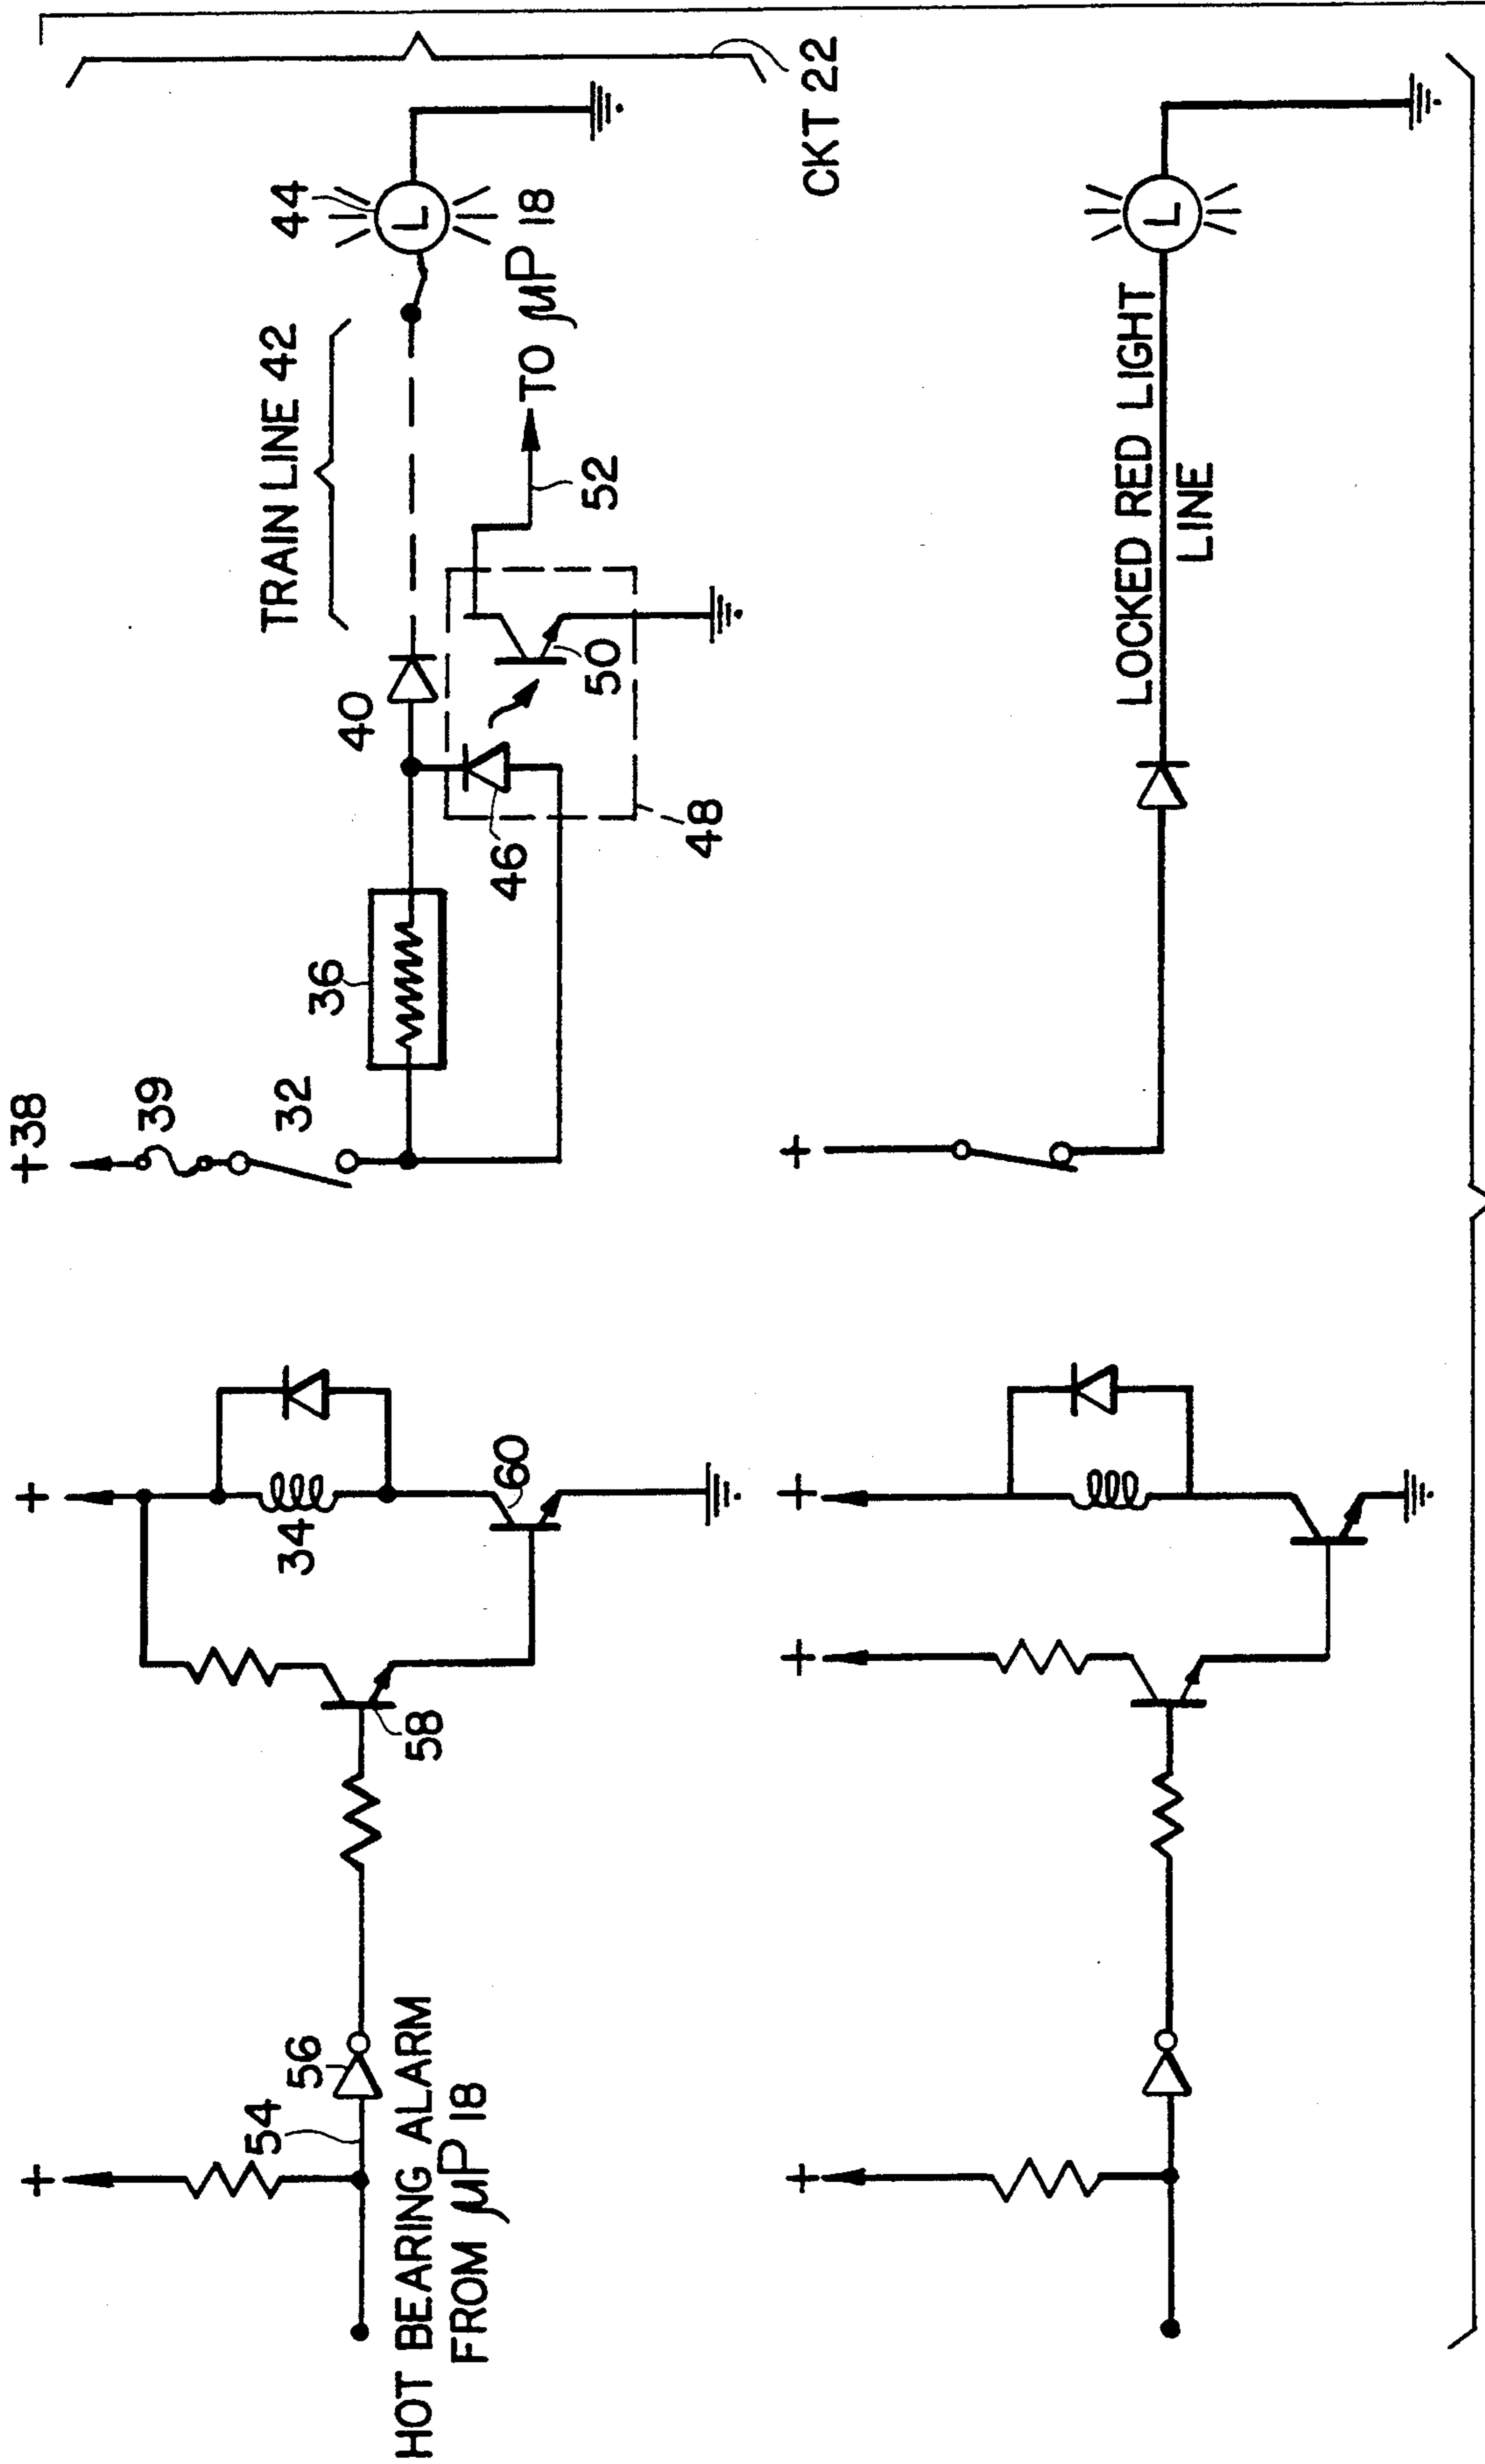 +38
39
32
36
40
TRAIN LINE 42
44
L
46
48
50
52
TO μP 18
CKT 22
+
34
60
58
+
54
56
HOT BEARING ALARM
FROM μP 18
+
LOCKED RED LIGHT
LINE
L
+
+
+